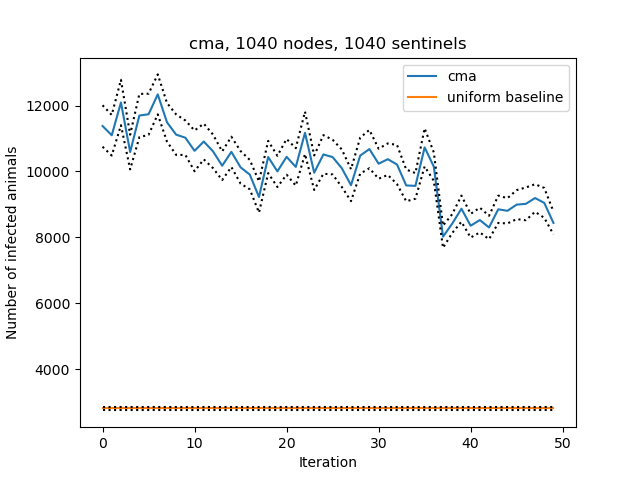 cma, 1040 nodes, 1040 sentinels
cma
uniform baseline
Number of infected animals
12000
10000
8000
6000
4000
0
10
20
30
40
50
Iteration